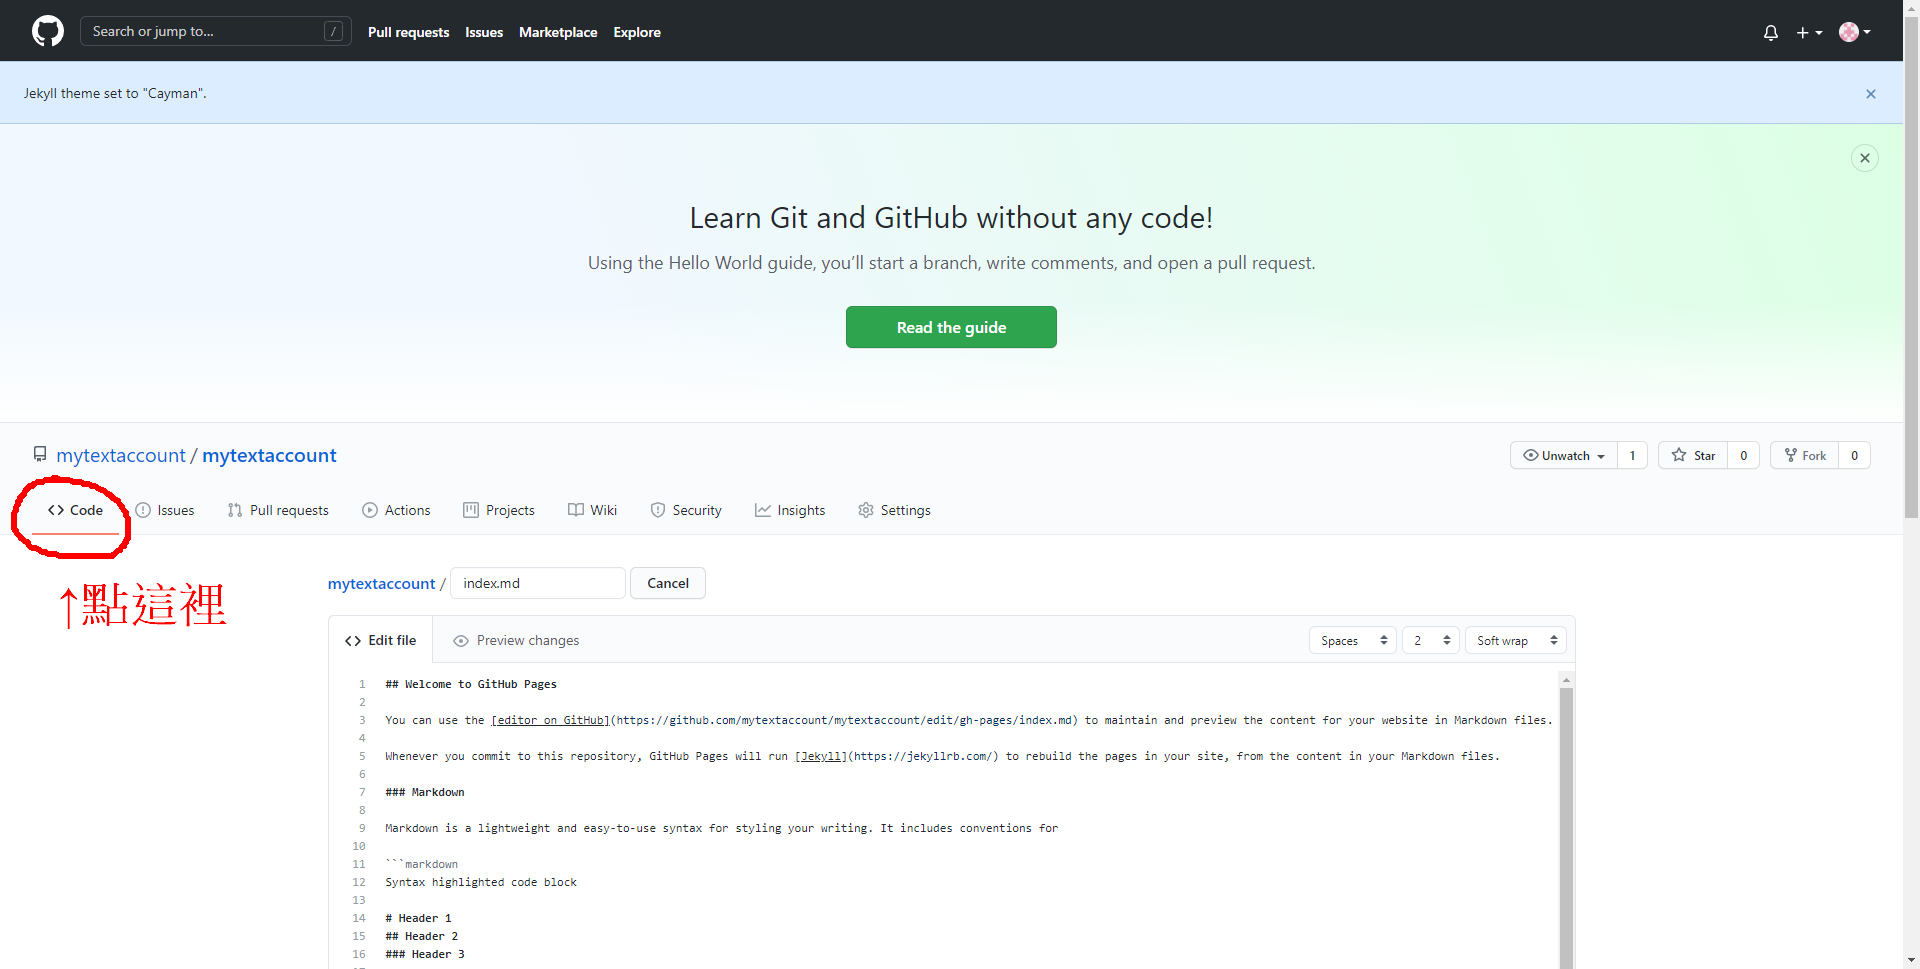 Search or jump to... /
Pull requests Issues Marketplace Explore
Jekyll theme set to "Cayman".
Learn Git and GitHub without any code!
Using the Hello World guide, you’ll start a branch, write comments, and open a pull request.
Read the guide
mytextaccount / mytextaccount
Unwatch 1 Star 0 Fork 0
Code Issues Pull requests Actions Projects Wiki Security Insights Settings
↑點這裡
mytextaccount / index.md Cancel
Edit file Preview changes Spaces 2 Soft wrap
1 ## Welcome to GitHub Pages
2
3 You can use the [editor on GitHub](https://github.com/mytextaccount/mytextaccount/edit/gh-pages/index.md) to maintain and preview the content for your website in Markdown files.
4
5 Whenever you commit to this repository, GitHub Pages will run [Jekyll](https://jekyllrb.com/) to rebuild the pages in your site, from the content in your Markdown files.
6
7 ### Markdown
8
9 Markdown is a lightweight and easy-to-use syntax for styling your writing. It includes conventions for
10
11 ```markdown
12 Syntax highlighted code block
13
14 # Header 1
15 ## Header 2
16 ### Header 3